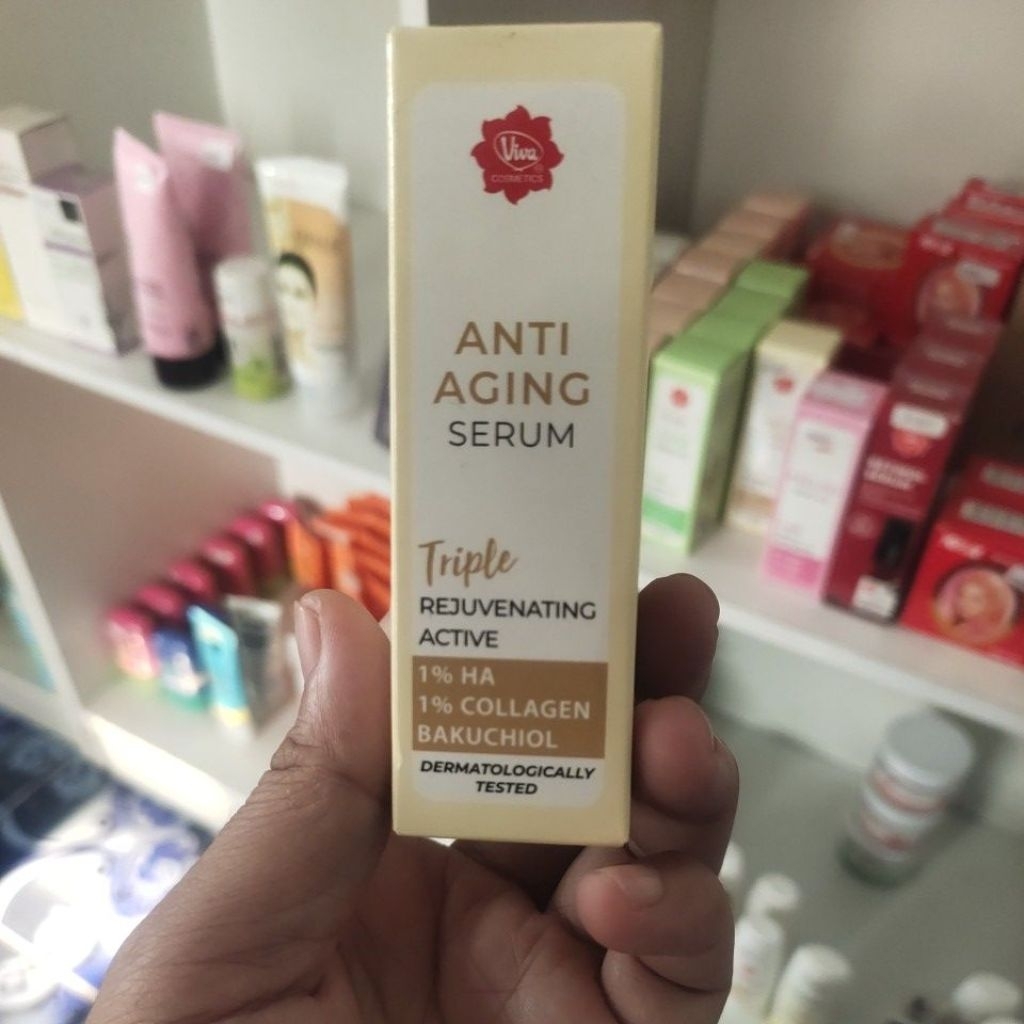 Viva
COSMETICS
ANTI
AGING
SERUM
Triple
REJUVENATING
ACTIVE
1% HA
1% COLLAGEN
BAKUCHIOL
DERMATOLOGICALLY
TESTED